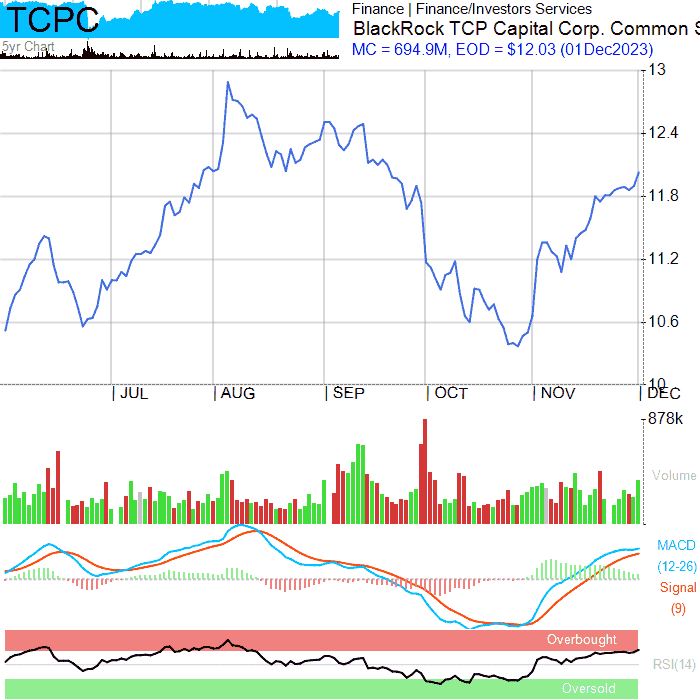 TCPC
5yr Chart
Finance | Finance/Investors Services
BlackRock TCP Capital Corp. Common S
MC = 694.9M, EOD = $12.03 (01Dec2023)
13
12.4
11.8
11.2
10.6
10
JUL AUG SEP OCT NOV DEC
878k
Volume
MACD
(12-26)
Signal
(9)
Overbought
RSI(14)
Oversold